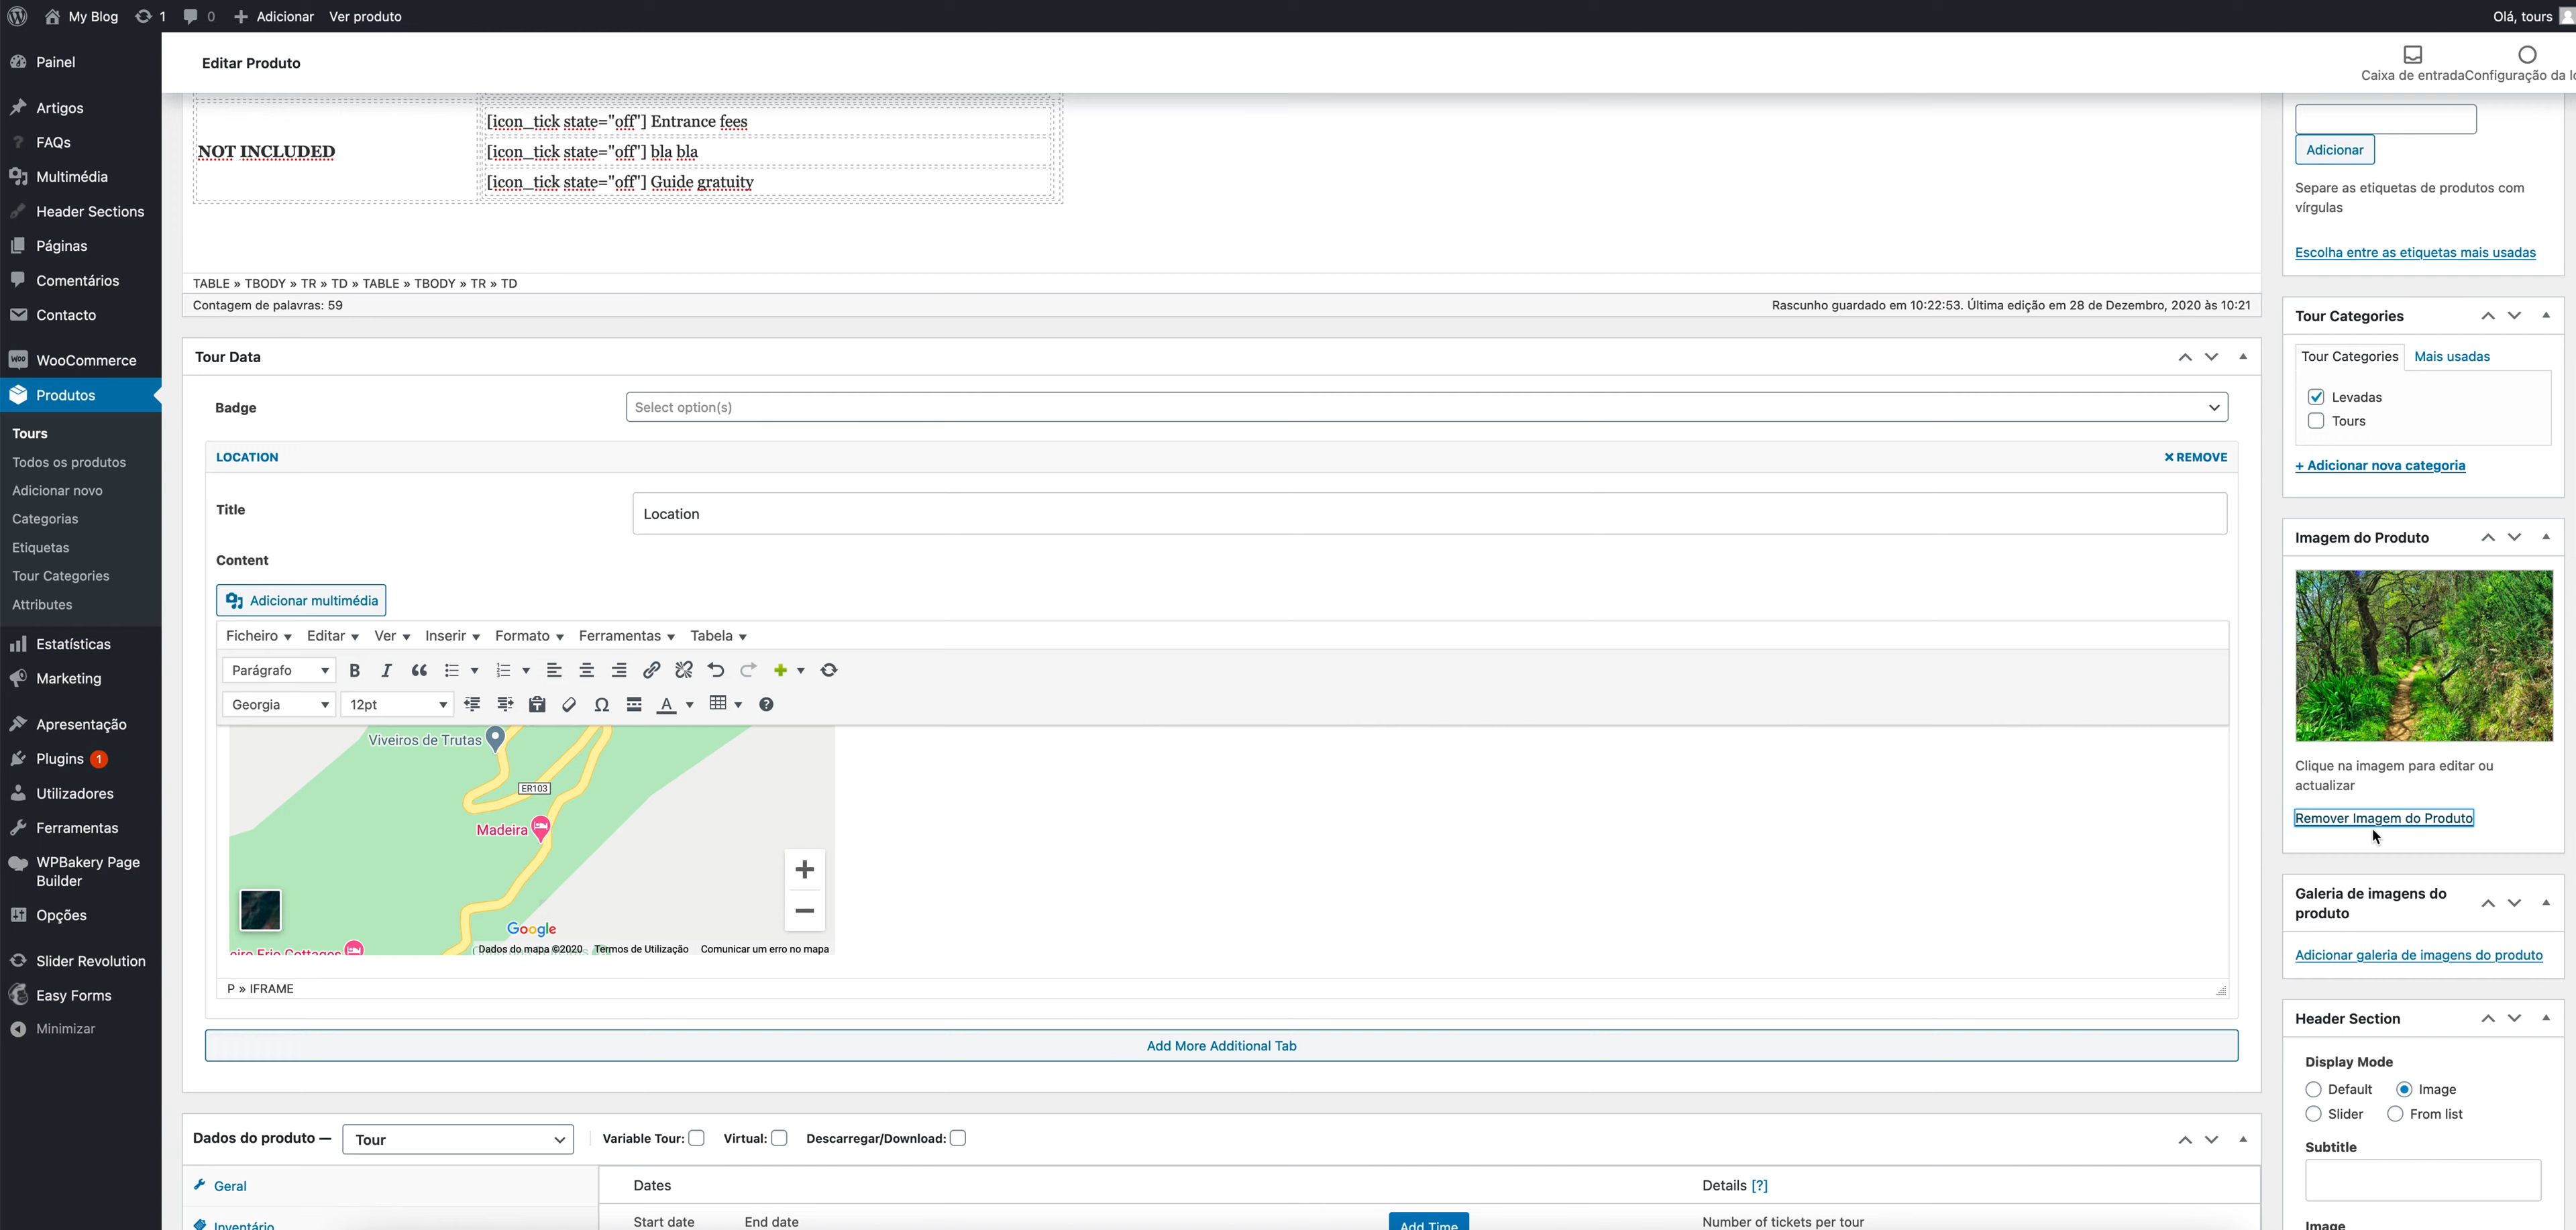 My Blog 1 0 Adicionar Ver produto
Olá, tours
Editar Produto
Caixa de entrada
Configuração da lo
Painel
Artigos
FAQs
Multimédia
Header Sections
Páginas
Comentários
Contacto
WooCommerce
Produtos
Tours
Todos os produtos
Adicionar novo
Categorias
Etiquetas
Tour Categories
Attributes
Estatísticas
Marketing
Apresentação
Plugins 1
Utilizadores
Ferramentas
WPBakery Page
Builder
Opções
Slider Revolution
Easy Forms
Minimizar
NOT INCLUDED
[icon_tick state="off"] Entrance fees
[icon_tick state="off"] bla bla
[icon_tick state="off"] Guide gratuity
TABLE » TBODY » TR » TD » TABLE » TBODY » TR » TD
Contagem de palavras: 59
Rascunho guardado em 10:22:53. Última edição em 28 de Dezembro, 2020 às 10:21
Tour Data
Badge
Select option(s)
LOCATION
× REMOVE
Title
Location
Content
Adicionar multimédia
Ficheiro Editar Ver Inserir Formato Ferramentas Tabela
Parágrafo
Georgia 12pt
Viveiros de Trutas
ER103
Madeira
Google
eiro Frio Cottages
Dados do mapa ©2020 Termos de Utilização Comunicar um erro no mapa
P » IFRAME
Add More Additional Tab
Dados do produto — Tour
Variable Tour: Virtual: Descarregar/Download:
Geral
Inventário
Dates
Details [?]
Start date End date
Add Time
Number of tickets per tour
Adicionar
Separe as etiquetas de produtos com
vírgulas
Escolha entre as etiquetas mais usadas
Tour Categories
Tour Categories Mais usadas
Levadas
Tours
+ Adicionar nova categoria
Imagem do Produto
Clique na imagem para editar ou
actualizar
Remover Imagem do Produto
Galeria de imagens do
produto
Adicionar galeria de imagens do produto
Header Section
Display Mode
Default Image
Slider From list
Subtitle
Image